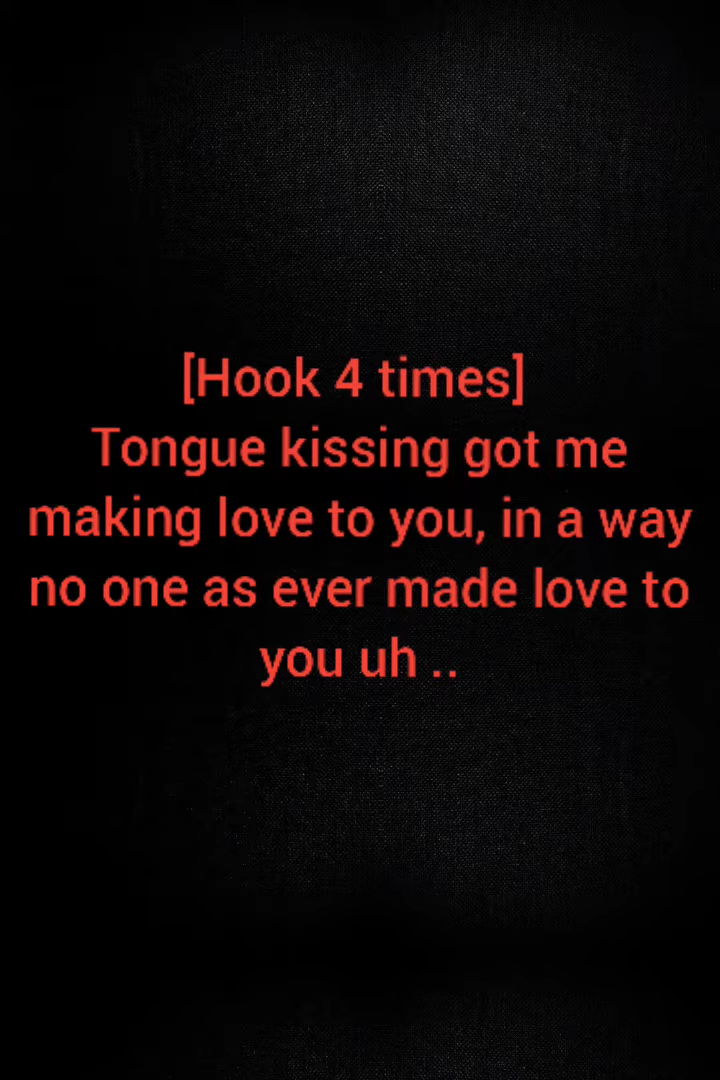 [Hook 4 times]
Tongue kissing got me
making love to you, in a way
no one as ever made love to
you uh ..